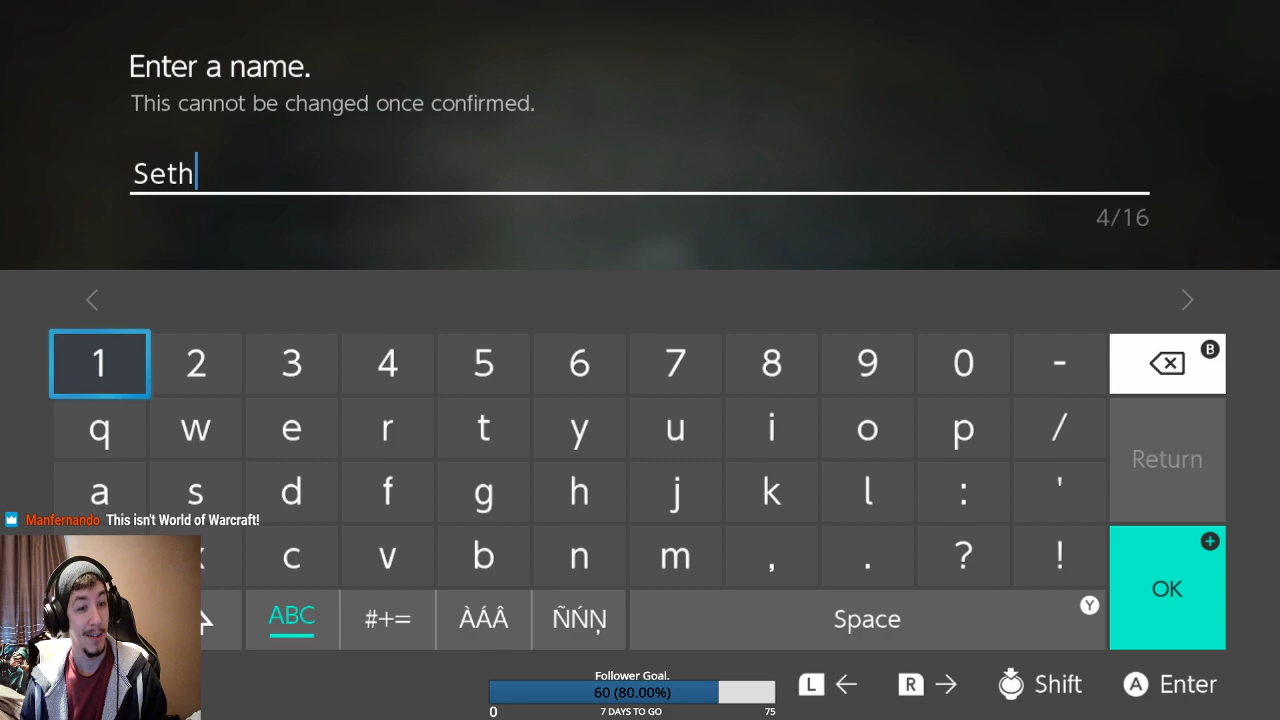 Enter a name.
This cannot be changed once confirmed.
Seth
4/16
1 2 3 4 5 6 7 8 9 0 - B
q w e r t y u i o p / Return
a s d f g h j k l : '
Manfernando This isn't World of Warcraft!
c v b n m , . ? ! +
OK
ABC #+= ÀÁÂ ÑŃŅ Space Y
Follower Goal.
60 (80.00%)
0 7 DAYS TO GO 75
L ← R → Shift A Enter